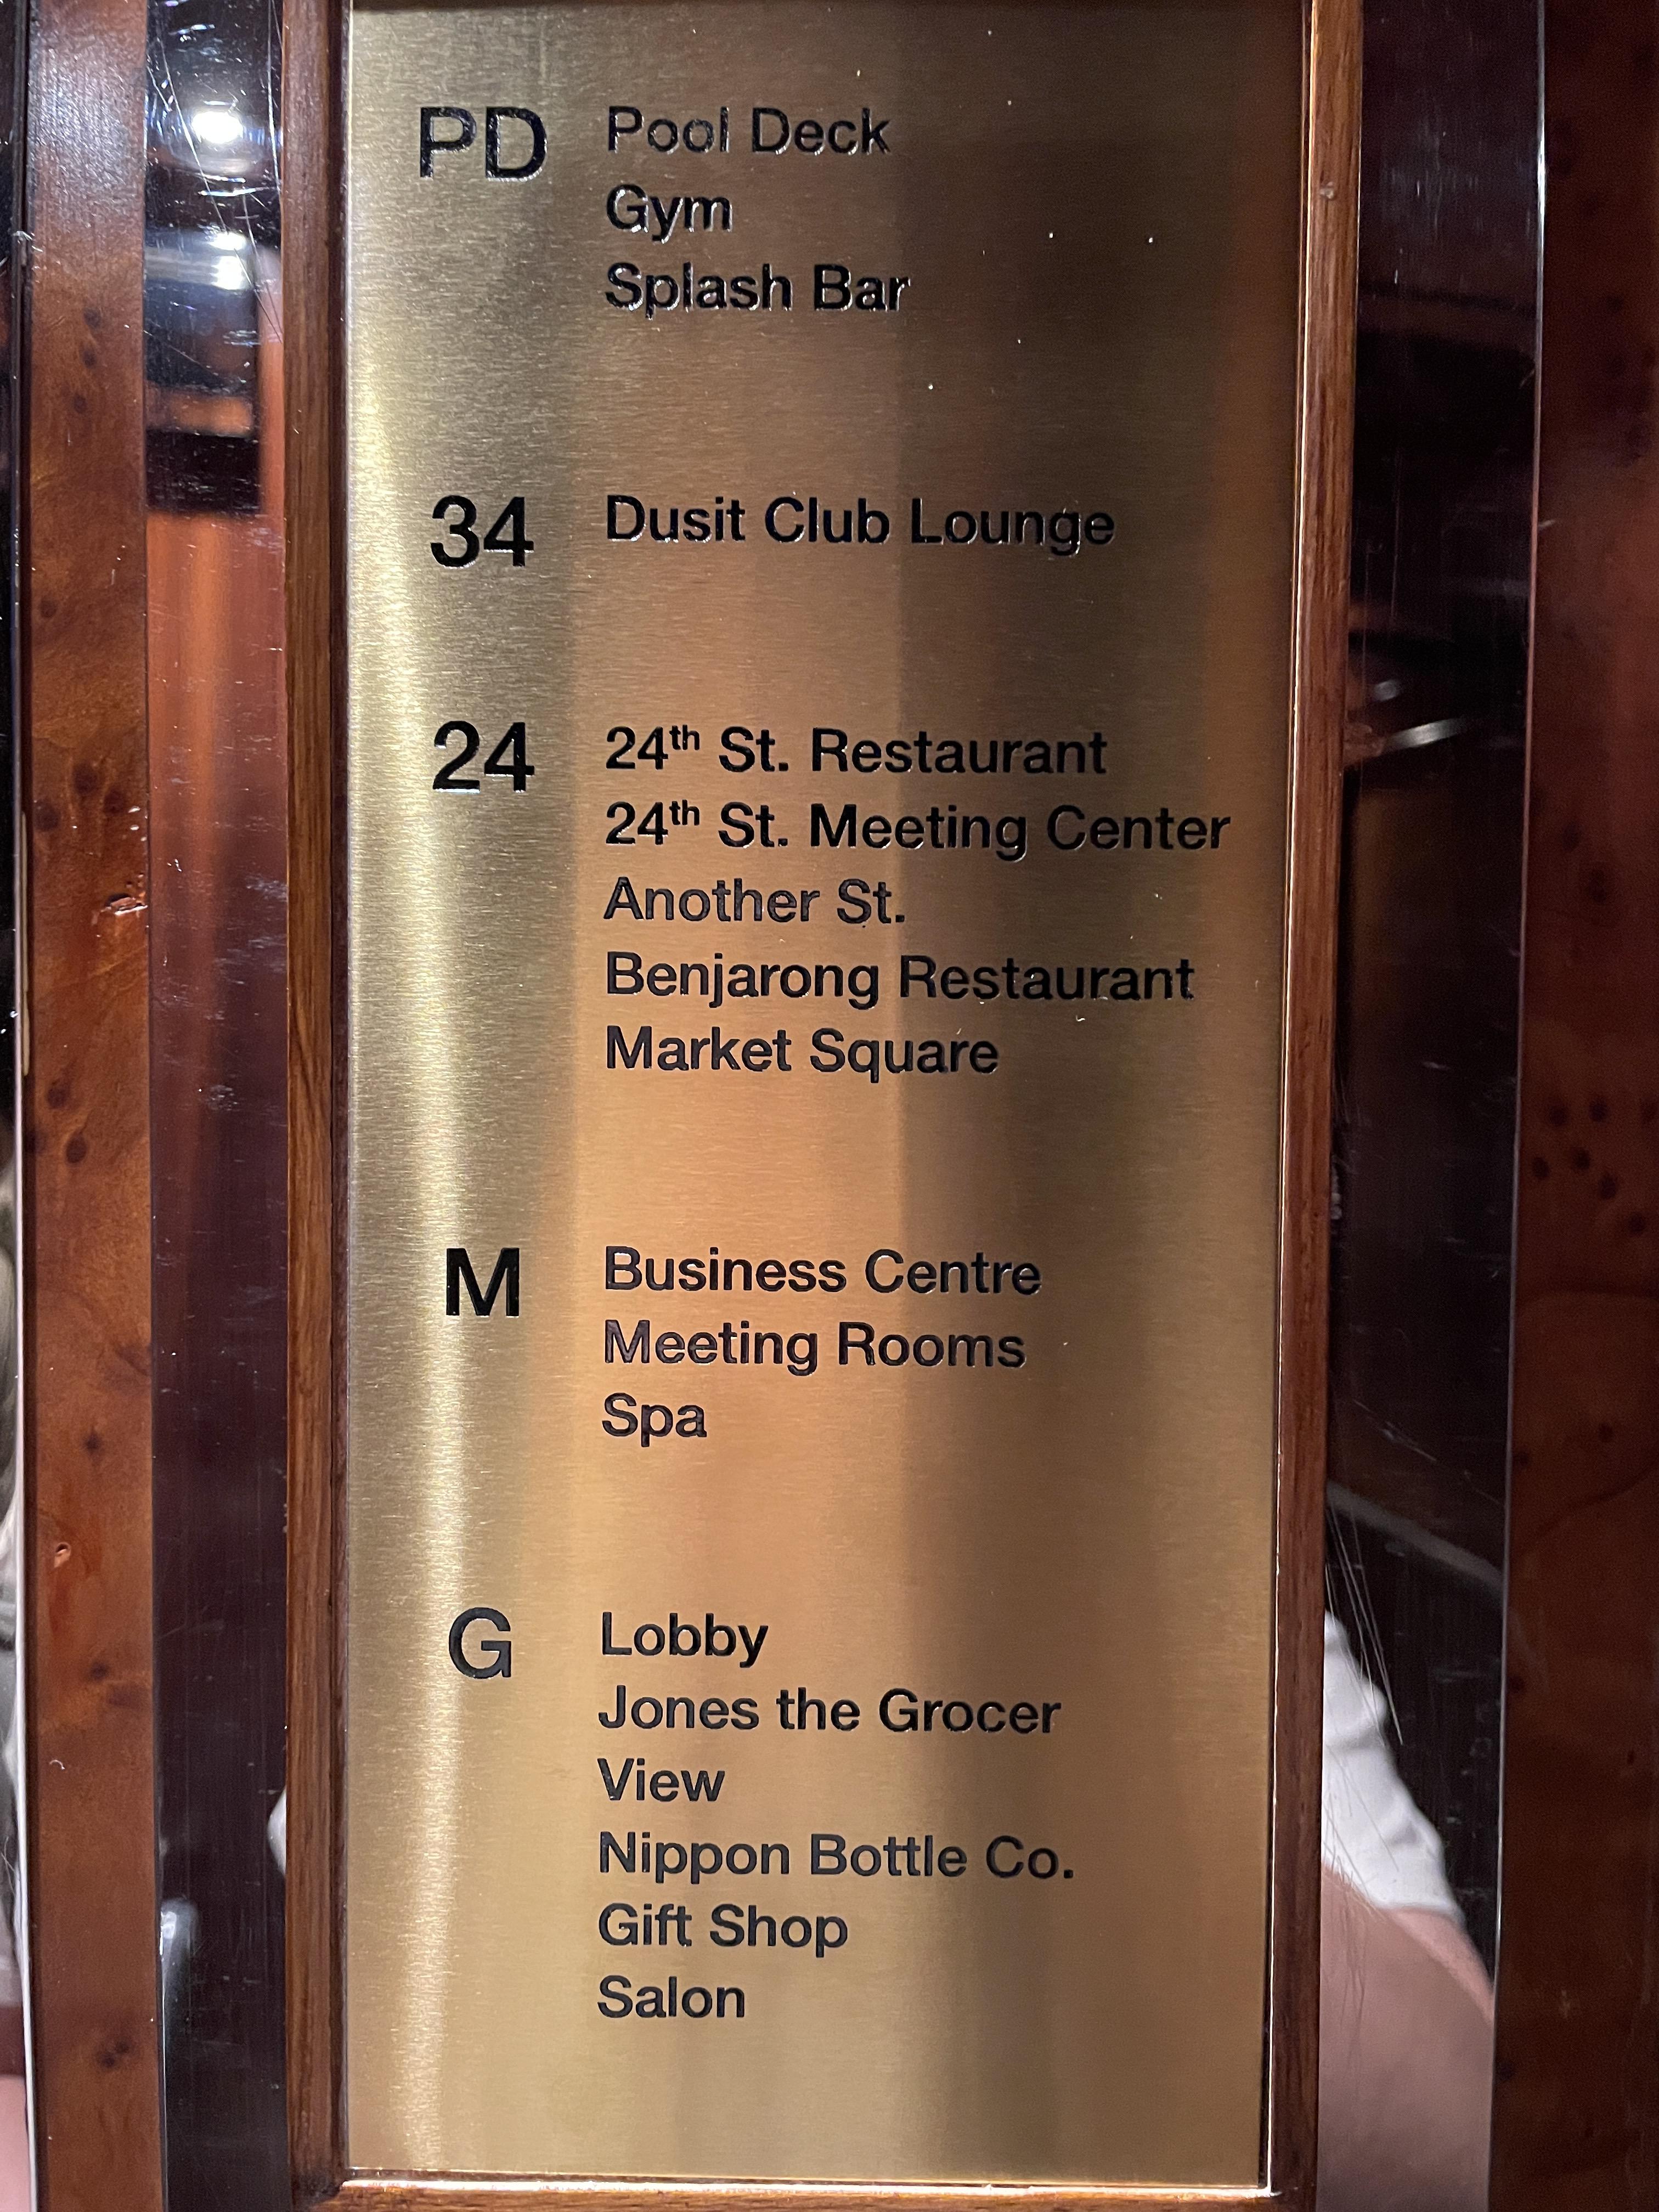 PD Pool Deck
Gym
Splash Bar
34 Dusit Club Lounge
24 24th St. Restaurant
24th St. Meeting Center
Another St.
Benjarong Restaurant
Market Square
M Business Centre
Meeting Rooms
Spa
G Lobby
Jones the Grocer
View
Nippon Bottle Co.
Gift Shop
Salon